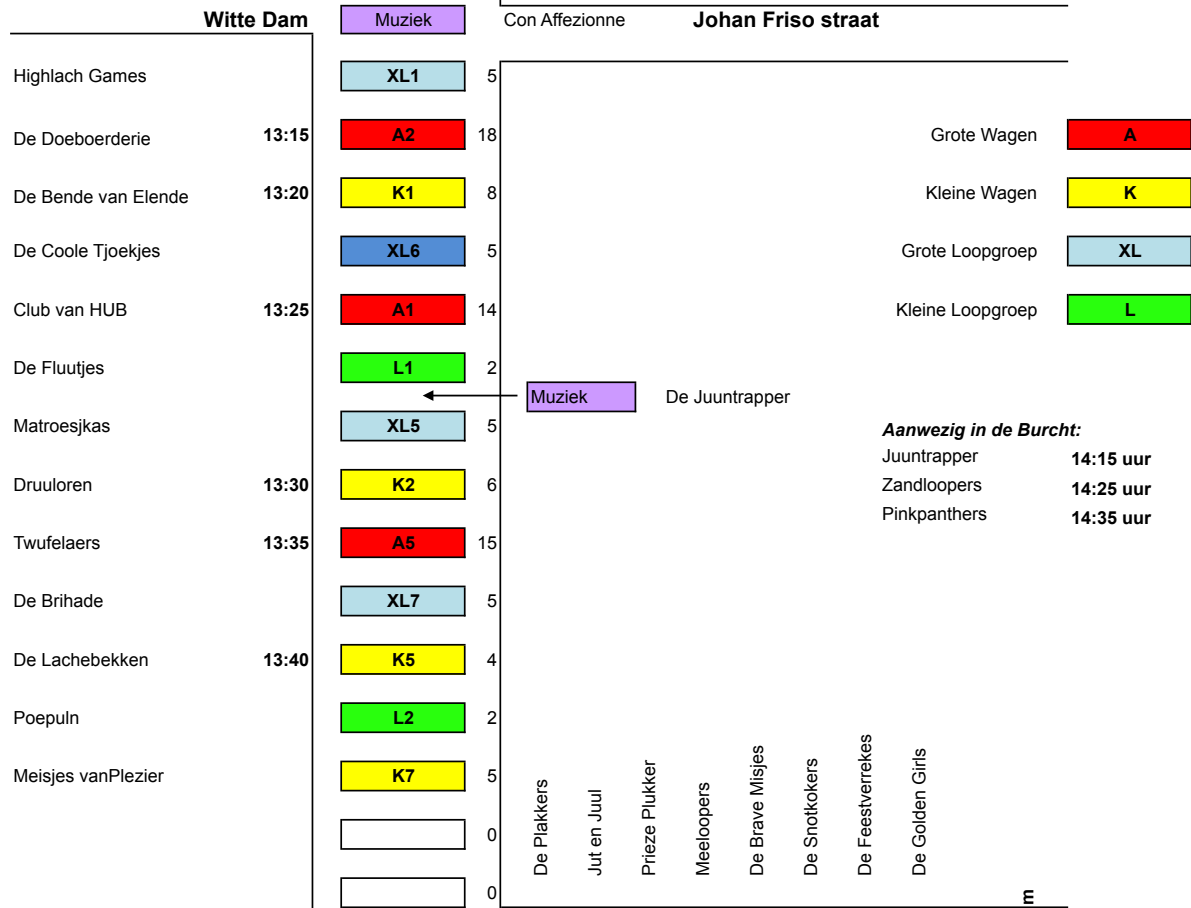 Witte Dam Muziek Con Affezionne Johan Friso straat
Highlach Games XL1 5
De Doeboerderie 13:15 A2 18 Grote Wagen A
De Bende van Elende 13:20 K1 8 Kleine Wagen K
De Coole Tjoekjes XL6 5 Grote Loopgroep XL
Club van HUB 13:25 A1 14 Kleine Loopgroep L
De Fluutjes L1 2
Muziek De Juuntrapper
Matroesjkas XL5 5
Aanwezig in de Burcht:
Juuntrapper 14:15 uur
Druuloren 13:30 K2 6 Zandloopers 14:25 uur
Pinkpanthers 14:35 uur
Twufelaers 13:35 A5 15
De Brihade XL7 5
De Lachebekken 13:40 K5 4
Poepuln L2 2
Meisjes vanPlezier K7 5
0
0
De Plakkers
Jut en Juul
Prieze Plukker
Meeloopers
De Brave Misjes
De Snotkokers
De Feestverrekes
De Golden Girls
m